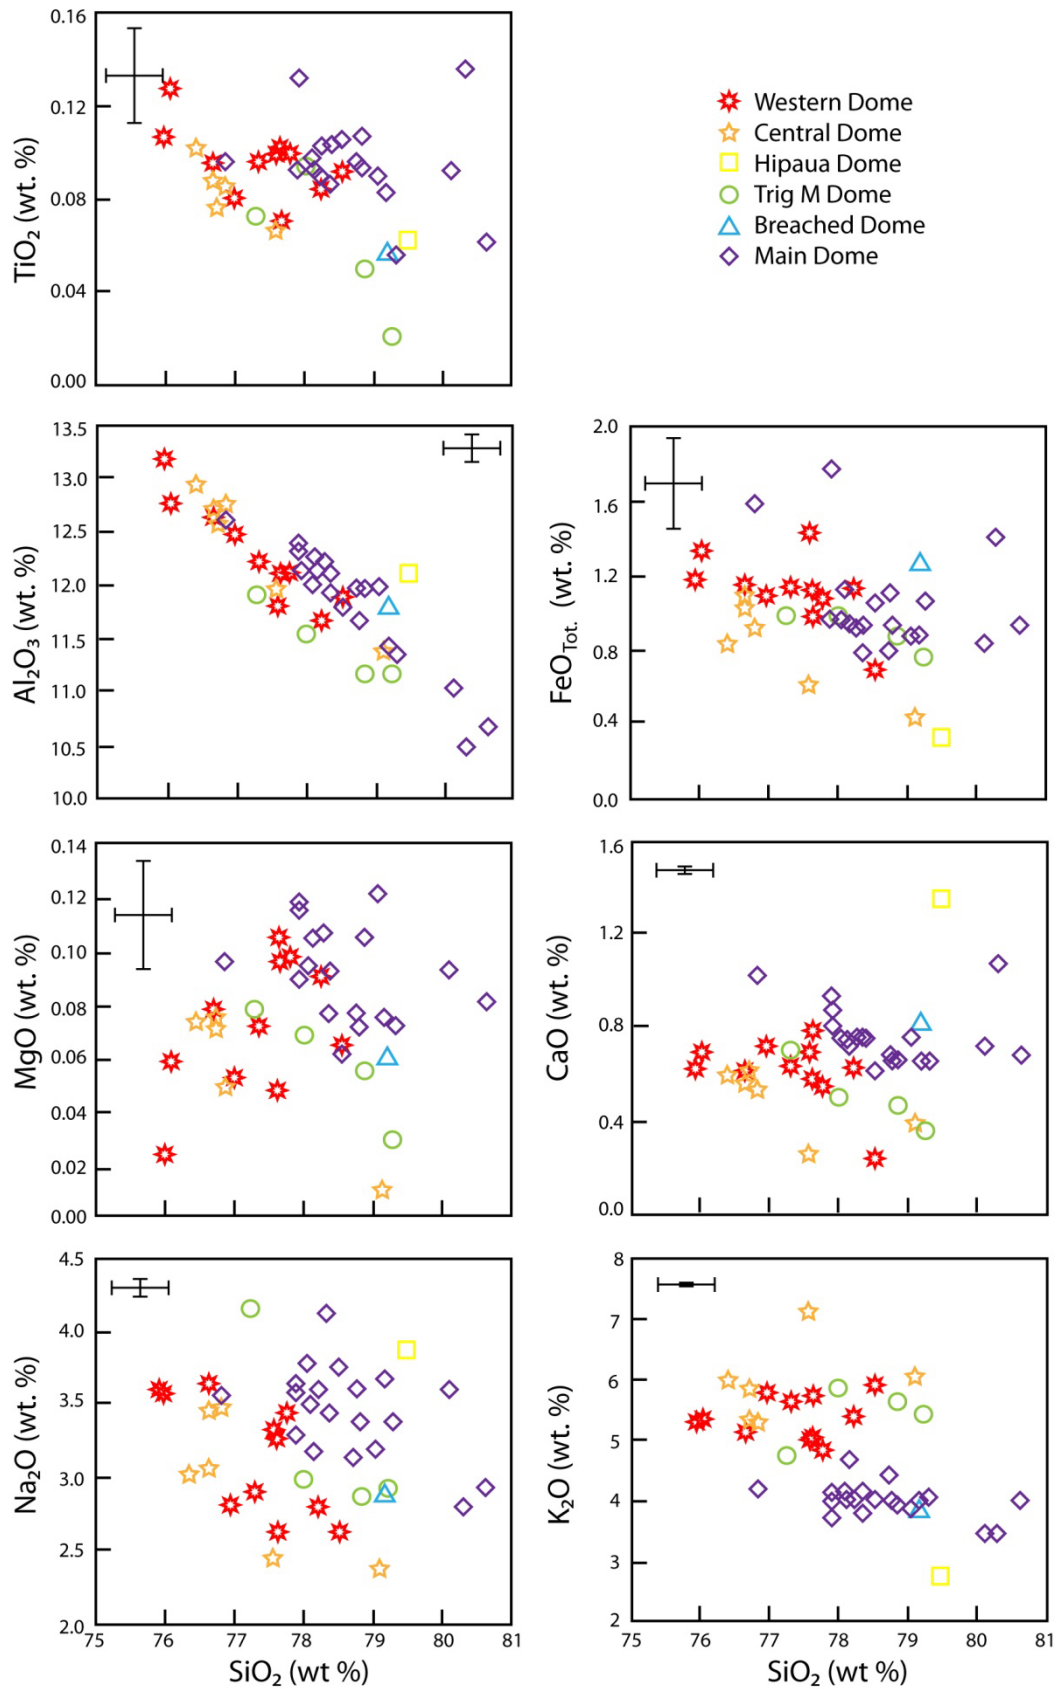 0.16
0.12
0.08
0.04
0.00
TiO₂ (wt. %)
Western Dome
Central Dome
Hipaua Dome
Trig M Dome
Breached Dome
Main Dome
13.5
13.0
12.5
12.0
11.5
11.0
10.5
10.0
Al₂O₃ (wt. %)
2.0
1.6
1.2
0.8
0.4
0.0
FeO_Tot. (wt. %)
0.14
0.12
0.10
0.08
0.06
0.04
0.02
0.00
MgO (wt. %)
1.6
1.2
0.8
0.4
0.0
CaO (wt. %)
4.5
4.0
3.5
3.0
2.5
2.0
Na₂O (wt. %)
75 76 77 78 79 80 81
SiO₂ (wt %)
8
7
6
5
4
3
2
K₂O (wt. %)
75 76 77 78 79 80 81
SiO₂ (wt %)